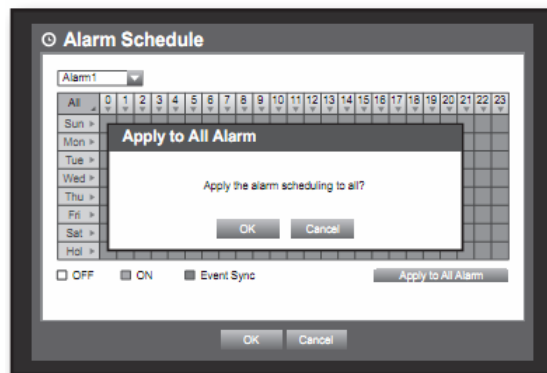 Alarm Schedule
Alarm1
All 0 1 2 3 4 5 6 7 8 9 10 11 12 13 14 15 16 17 18 19 20 21 22 23
Sun
Mon
Tue
Wed
Thu
Fri
Sat
Hol
Apply to All Alarm
Apply the alarm scheduling to all?
OK Cancel
OFF ON Event Sync Apply to All Alarm
OK Cancel